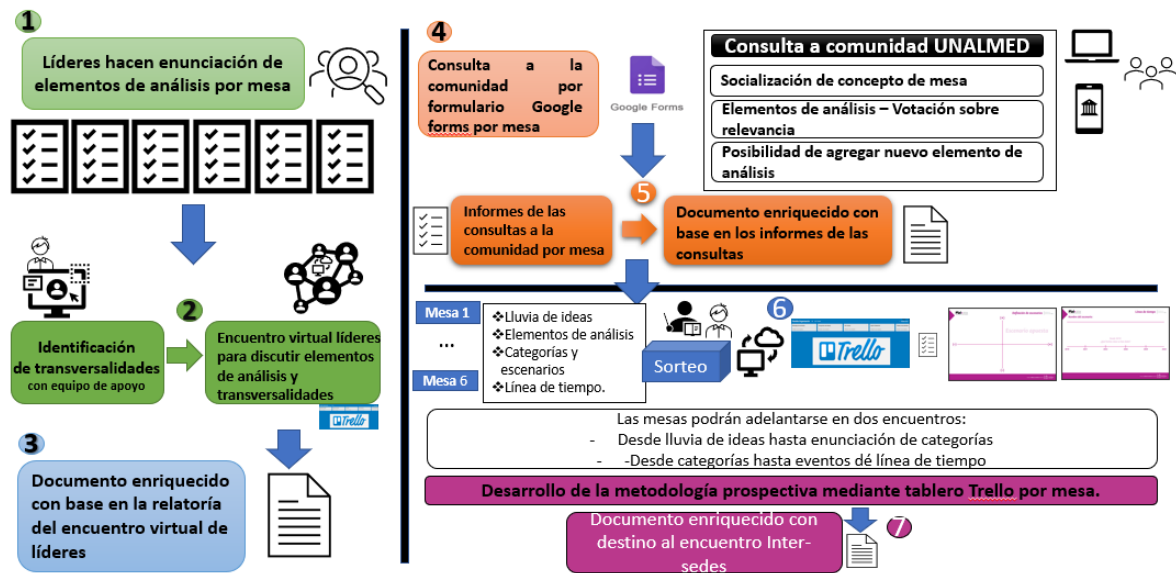 1
Líderes hacen enunciación de
elementos de análisis por mesa
2
Identificación
de transversalidades
con equipo de apoyo
Encuentro virtual líderes
para discutir elementos
de análisis y
transversalidades
Trello
3
Documento enriquecido
con base en la relatoría
del encuentro virtual de
líderes
4
Consulta a la
comunidad por
formulario Google
forms por mesa
Google Forms
Consulta a comunidad UNALMED
Socialización de concepto de mesa
Elementos de análisis – Votación sobre
relevancia
Posibilidad de agregar nuevo elemento de
análisis
5
Informes de las
consultas a la
comunidad por mesa
Documento enriquecido con
base en los informes de las
consultas
Mesa 1
...
Mesa 6
❖Lluvia de ideas
❖Elementos de análisis
❖Categorías y
escenarios
❖Línea de tiempo.
Sorteo
6
Trello
Las mesas podrán adelantarse en dos encuentros:
- Desde lluvia de ideas hasta enunciación de categorías
- -Desde categorías hasta eventos dé línea de tiempo
Desarrollo de la metodología prospectiva mediante tablero Trello por mesa.
7
Documento enriquecido con
destino al encuentro Inter-
sedes